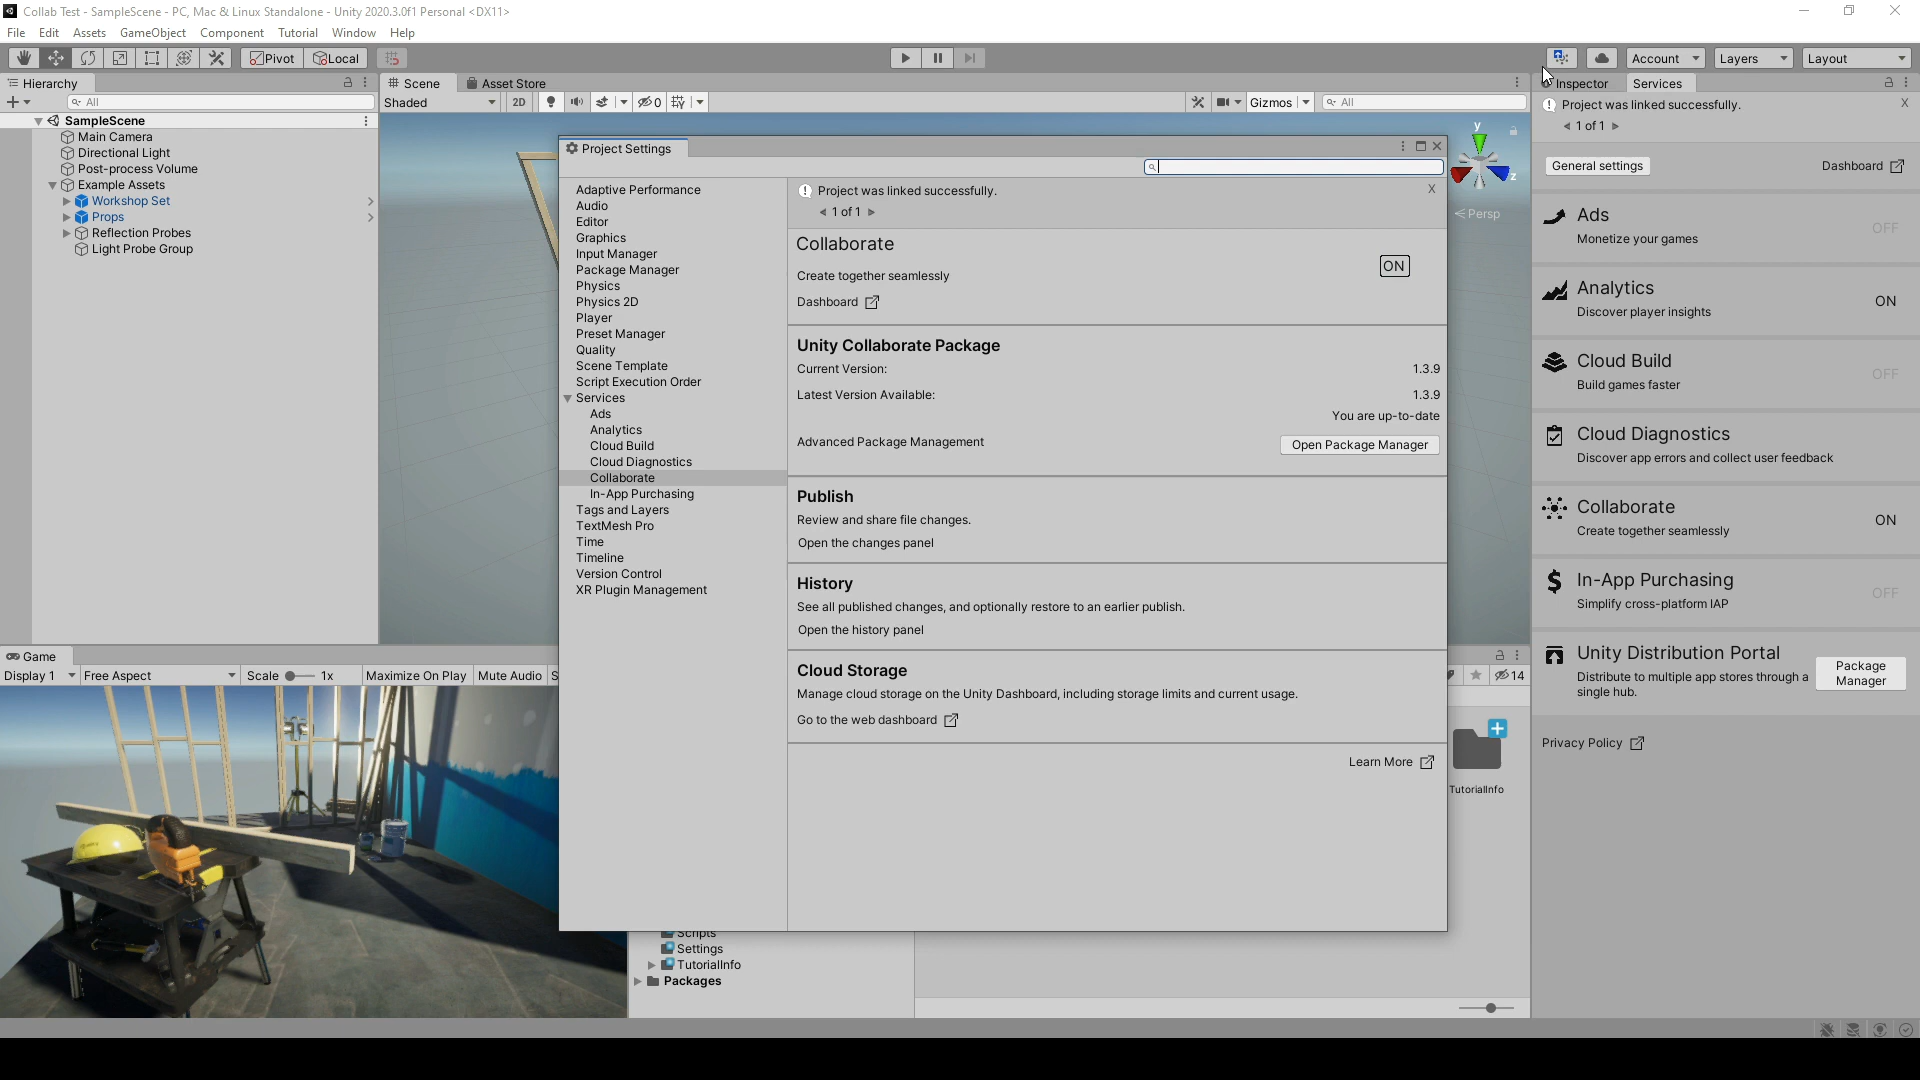 Collab Test - SampleScene - PC, Mac & Linux Standalone - Unity 2020.3.0f1 Personal <DX11>
File Edit Assets GameObject Component Tutorial Window Help
Pivot Local Account Layers Layout
Hierarchy
All
SampleScene
Main Camera
Directional Light
Post-process Volume
Example Assets
Workshop Set
Props
Reflection Probes
Light Probe Group
Scene Asset Store
Shaded 2D 0 Gizmos All
y
z
Persp
Project Settings
Adaptive Performance
Audio
Editor
Graphics
Input Manager
Package Manager
Physics
Physics 2D
Player
Preset Manager
Quality
Scene Template
Script Execution Order
Services
Ads
Analytics
Cloud Build
Cloud Diagnostics
Collaborate
In-App Purchasing
Tags and Layers
TextMesh Pro
Time
Timeline
Version Control
XR Plugin Management
Project was linked successfully. X
1 of 1
Collaborate
ON
Create together seamlessly
Dashboard
Unity Collaborate Package
Current Version: 1.3.9
Latest Version Available: 1.3.9
You are up-to-date
Advanced Package Management Open Package Manager
Publish
Review and share file changes.
Open the changes panel
History
See all published changes, and optionally restore to an earlier publish.
Open the history panel
Cloud Storage
Manage cloud storage on the Unity Dashboard, including storage limits and current usage.
Go to the web dashboard
Learn More
Inspector Services
Project was linked successfully. X
1 of 1
General settings Dashboard
Ads
Monetize your games
OFF
Analytics
Discover player insights
ON
Cloud Build
Build games faster
OFF
Cloud Diagnostics
Discover app errors and collect user feedback
Collaborate
Create together seamlessly
ON
In-App Purchasing
Simplify cross-platform IAP
OFF
Unity Distribution Portal
Distribute to multiple app stores through a
single hub.
Package
Manager
Privacy Policy
Game
Display 1 Free Aspect Scale 1x Maximize On Play Mute Audio S
14
TutorialInfo
Scripts
Settings
TutorialInfo
Packages